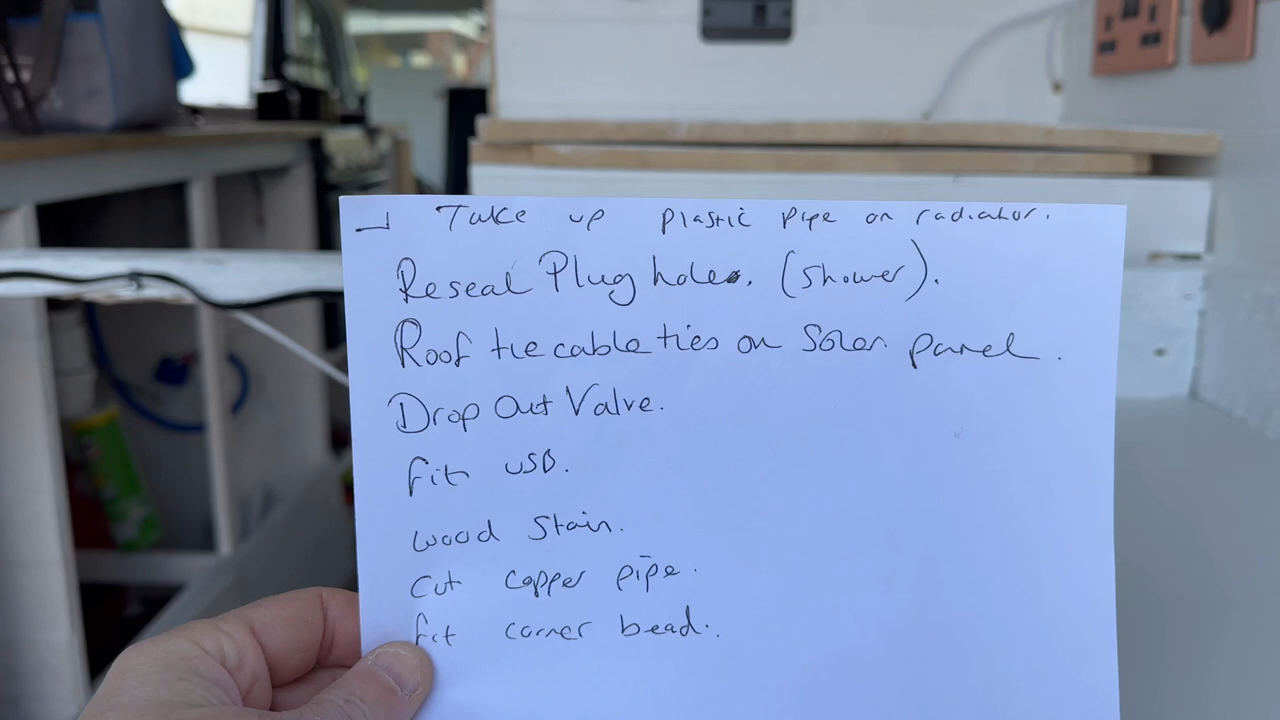 Take up plastic pipe on radiator.
Reseal Plug hole. (Shower).
Roof tie cable ties on Solar panel.
Drop Out Valve.
Fit USB.
Wood Stain.
Cut copper pipe.
Fit corner bead.